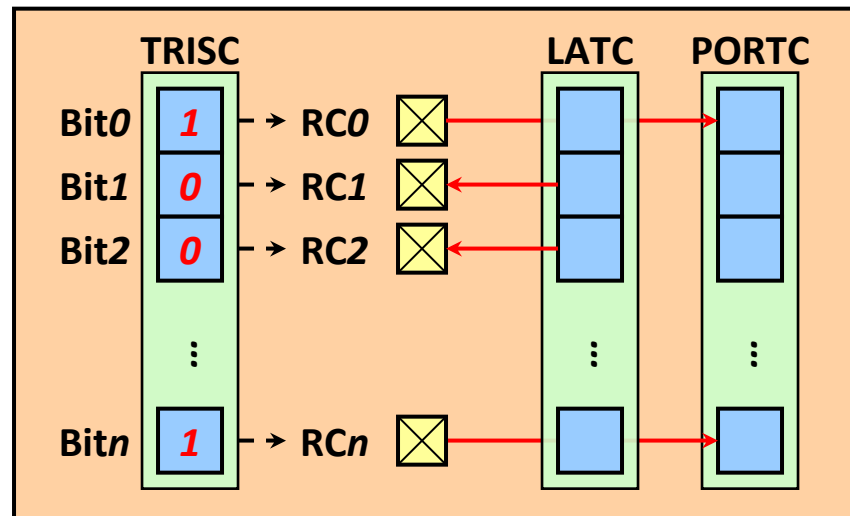 TRISC LATC PORTC
Bit0 1 RC0
Bit1 0 RC1
Bit2 0 RC2
... ... ...
Bitn 1 RCn